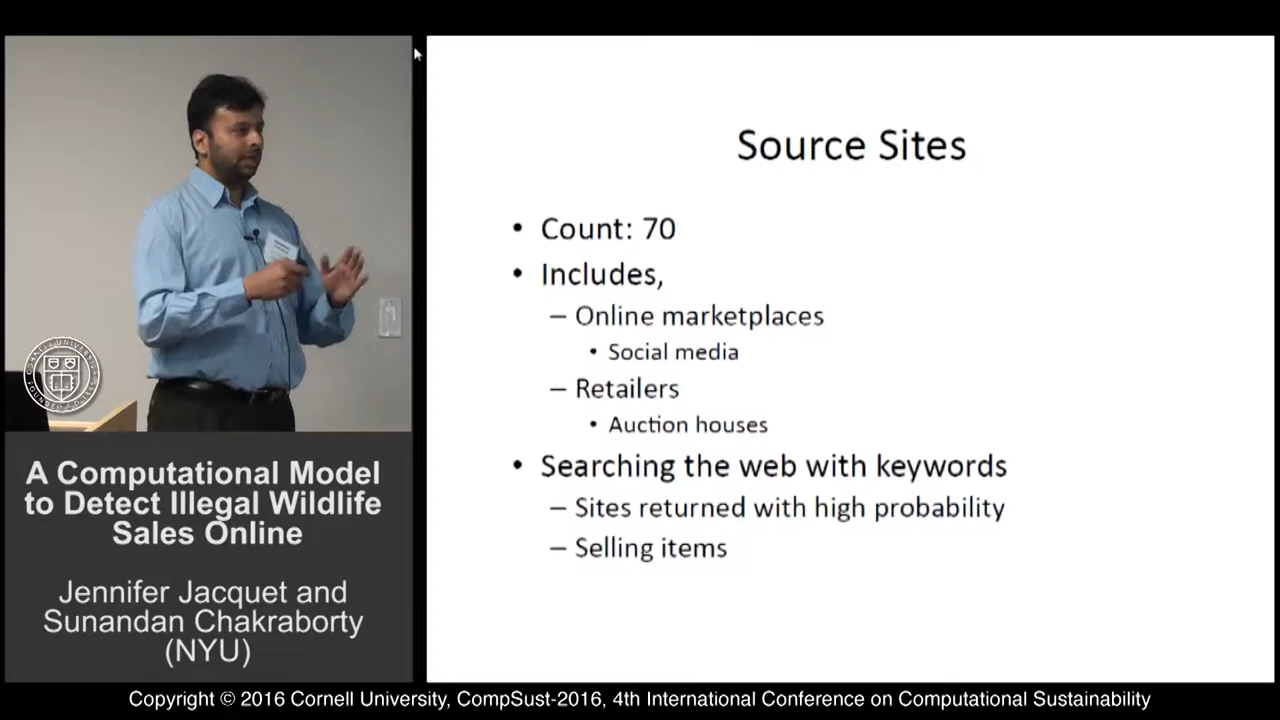 Source Sites
• Count: 70
• Includes,
– Online marketplaces
• Social media
– Retailers
• Auction houses
• Searching the web with keywords
– Sites returned with high probability
– Selling items
A Computational Model
to Detect Illegal Wildlife
Sales Online
Jennifer Jacquet and
Sunandan Chakraborty
(NYU)
Copyright © 2016 Cornell University, CompSust-2016, 4th International Conference on Computational Sustainability